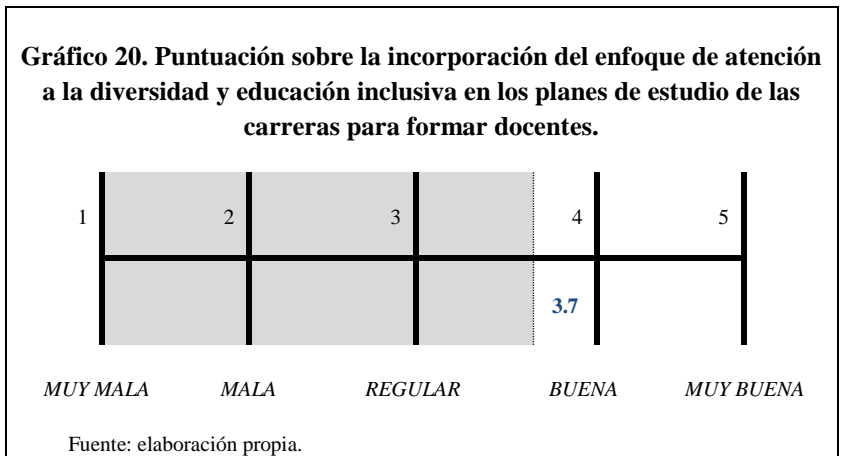 Gráfico 20. Puntuación sobre la incorporación del enfoque de atención
a la diversidad y educación inclusiva en los planes de estudio de las
carreras para formar docentes.
1 2 3 4 5
3.7
MUY MALA MALA REGULAR BUENA MUY BUENA
Fuente: elaboración propia.